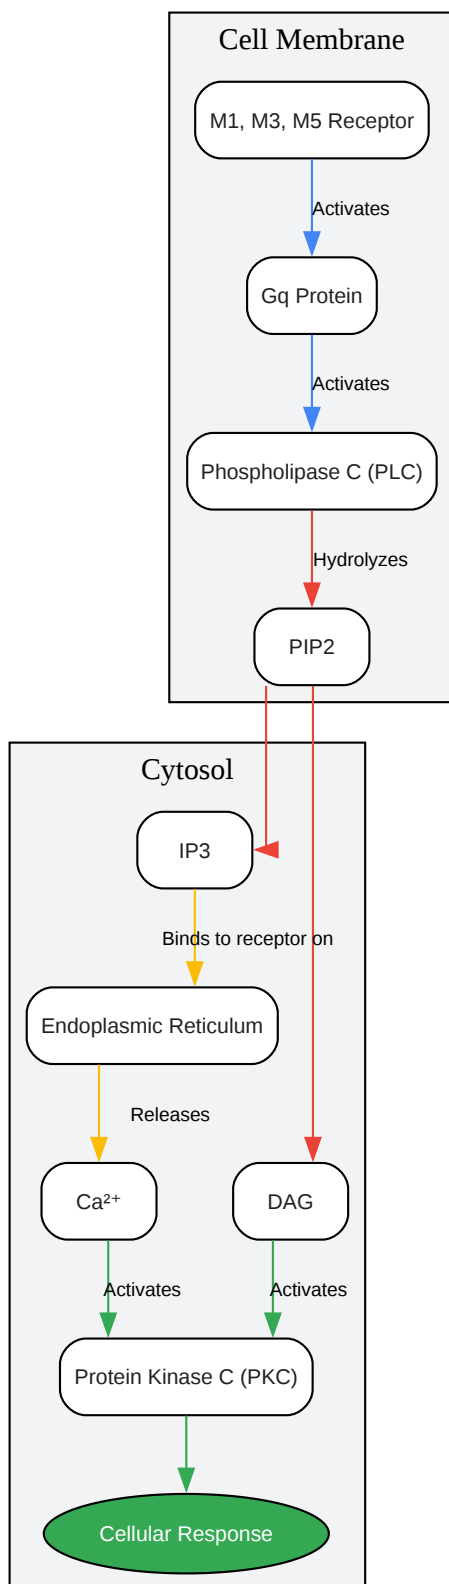 Cell Membrane
M1, M3, M5 Receptor
Activates
Gq Protein
Activates
Phospholipase C (PLC)
Hydrolyzes
PIP2
Cytosol
IP3
Binds to receptor on
Endoplasmic Reticulum
Releases
Ca²⁺
DAG
Activates
Activates
Protein Kinase C (PKC)
Cellular Response